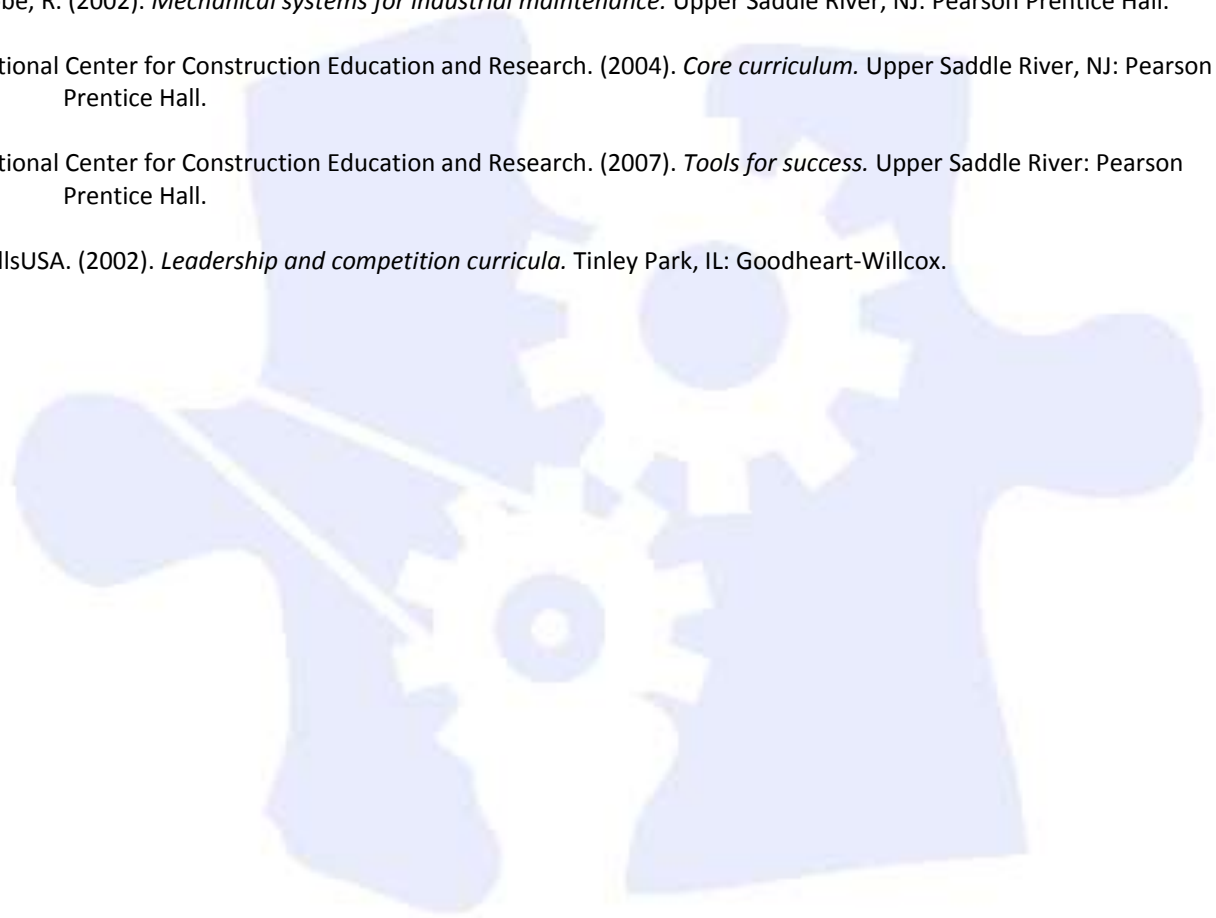 be, R. (2002). Mechanical systems for industrial maintenance. Upper Saddle River, NJ: Pearson Prentice Hall.
tional Center for Construction Education and Research. (2004). Core curriculum. Upper Saddle River, NJ: Pearson
Prentice Hall.
tional Center for Construction Education and Research. (2007). Tools for success. Upper Saddle River: Pearson
Prentice Hall.
llsUSA. (2002). Leadership and competition curricula. Tinley Park, IL: Goodheart-Willcox.